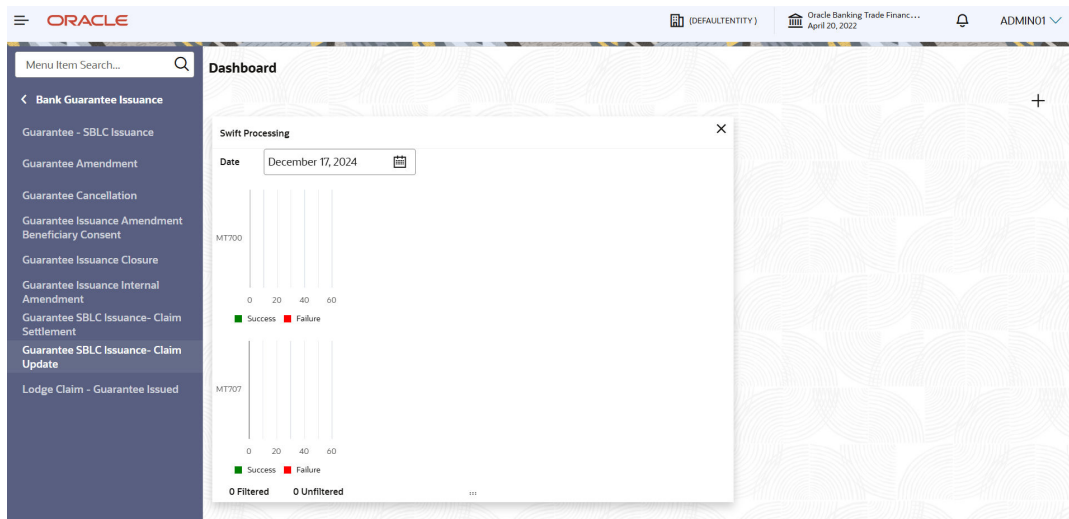 ORACLE
(DEFAULTENTITY )
Oracle Banking Trade Financ...
April 20, 2022
ADMIN01
Menu Item Search...
Dashboard
Bank Guarantee Issuance
Guarantee - SBLC Issuance
Guarantee Amendment
Guarantee Cancellation
Guarantee Issuance Amendment
Beneficiary Consent
Guarantee Issuance Closure
Guarantee Issuance Internal
Amendment
Guarantee SBLC Issuance- Claim
Settlement
Guarantee SBLC Issuance- Claim
Update
Lodge Claim - Guarantee Issued
Swift Processing
Date
December 17, 2024
MT700
0 20 40 60
Success Failure
MT707
0 20 40 60
Success Failure
0 Filtered 0 Unfiltered